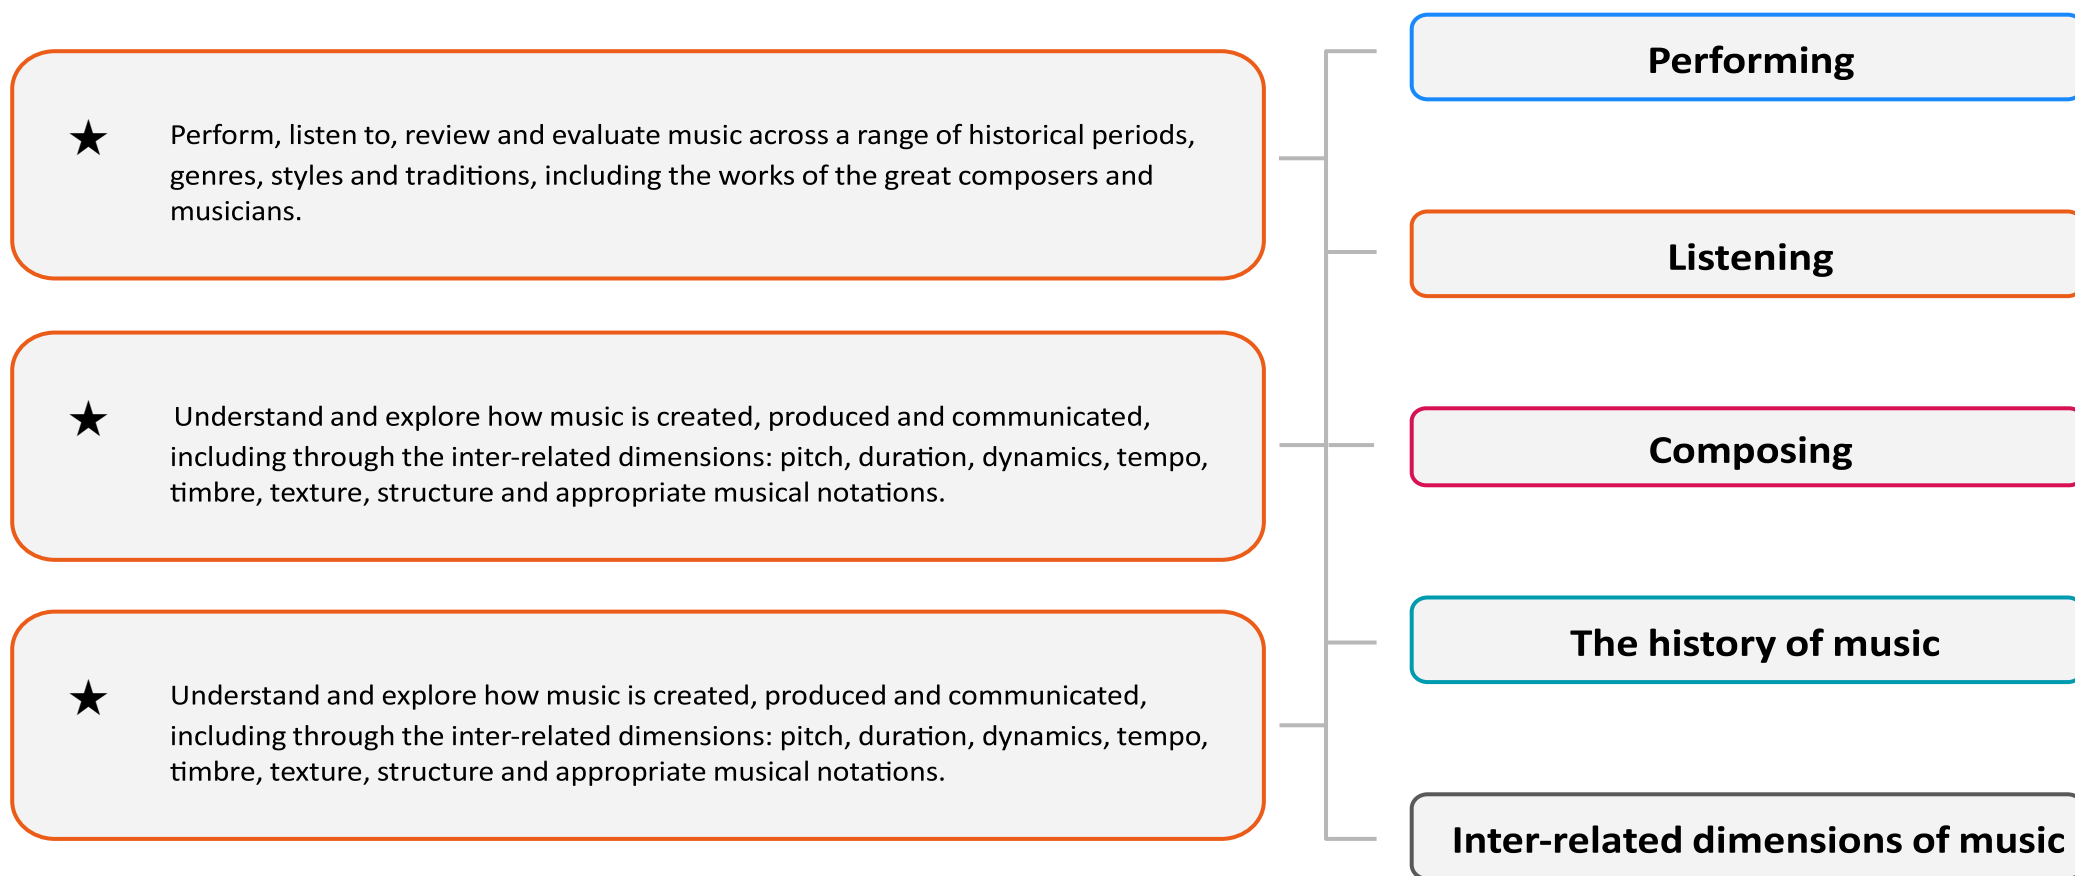 ★ Perform, listen to, review and evaluate music across a range of historical periods,
genres, styles and traditions, including the works of the great composers and
musicians.
★ Understand and explore how music is created, produced and communicated,
including through the inter-related dimensions: pitch, duration, dynamics, tempo,
timbre, texture, structure and appropriate musical notations.
★ Understand and explore how music is created, produced and communicated,
including through the inter-related dimensions: pitch, duration, dynamics, tempo,
timbre, texture, structure and appropriate musical notations.
Performing
Listening
Composing
The history of music
Inter-related dimensions of music